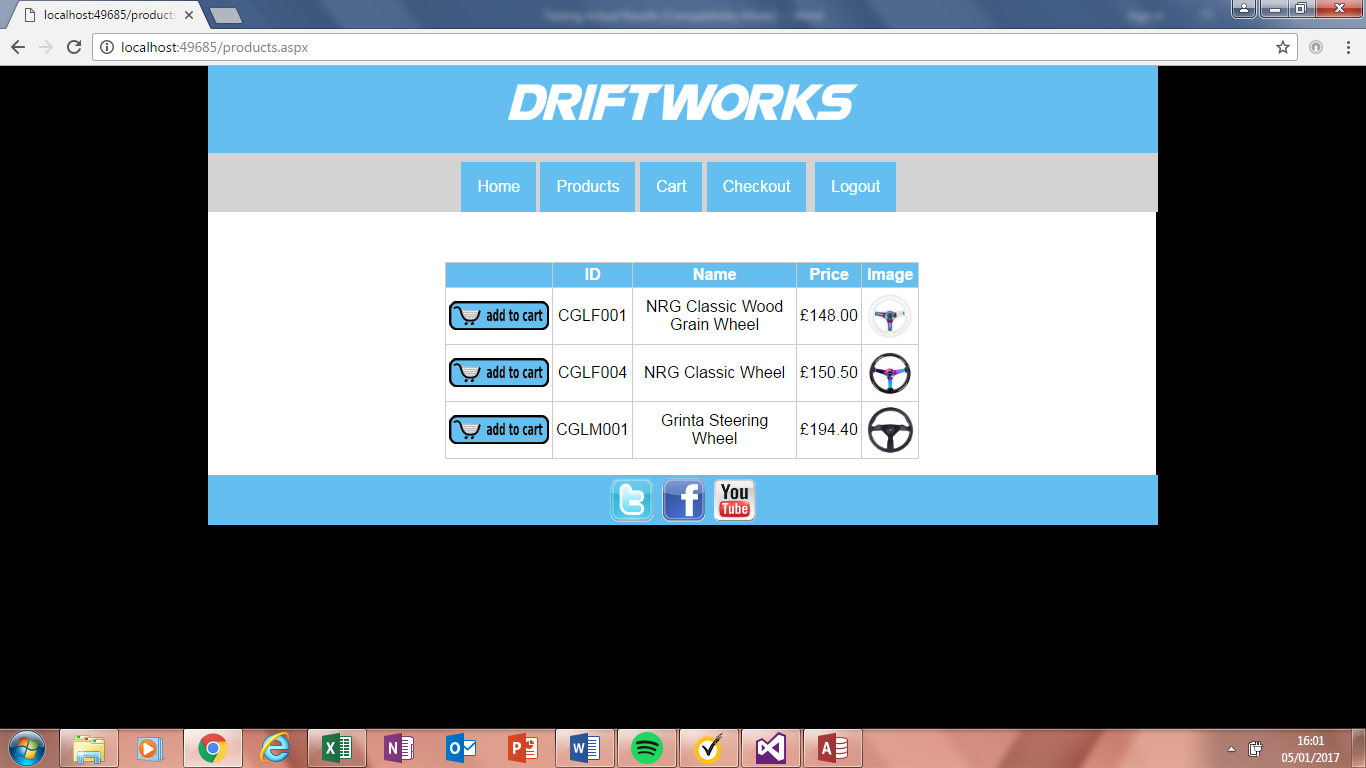 localhost:49685/product
localhost:49685/products.aspx
DRIFTWORKS
Home Products Cart Checkout Logout
ID Name Price Image
add to cart CGLF001 NRG Classic Wood Grain Wheel £148.00
add to cart CGLF004 NRG Classic Wheel £150.50
add to cart CGLM001 Grinta Steering Wheel £194.40
You
Tube
16:01
05/01/2017